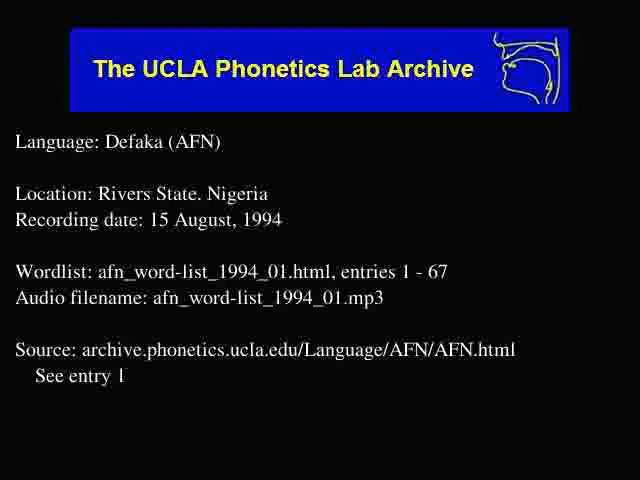 The UCLA Phonetics Lab Archive
Language: Defaka (AFN)
Location: Rivers State. Nigeria
Recording date: 15 August, 1994
Wordlist: afn_word-list_1994_01.html, entries 1 - 67
Audio filename: afn_word-list_1994_01.mp3
Source: archive.phonetics.ucla.edu/Language/AFN/AFN.html
See entry 1